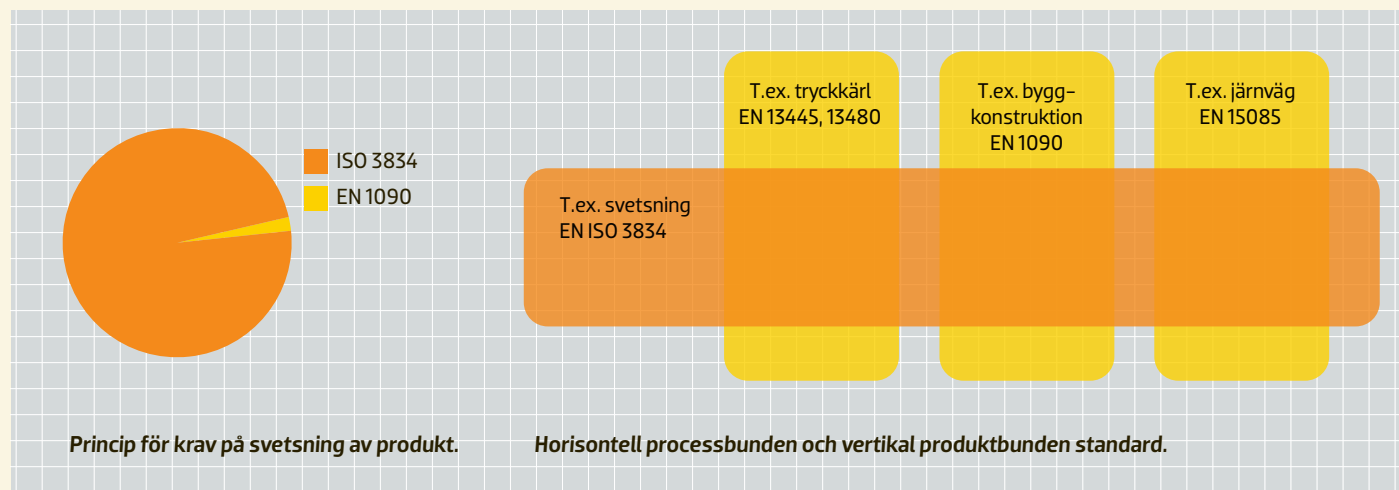 ISO 3834
EN 1090
Princip för krav på svetsning av produkt.
T.ex. tryckkärl
EN 13445, 13480
T.ex. bygg–
konstruktion
EN 1090
T.ex. järnväg
EN 15085
T.ex. svetsning
EN ISO 3834
Horisontell processbunden och vertikal produktbunden standard.